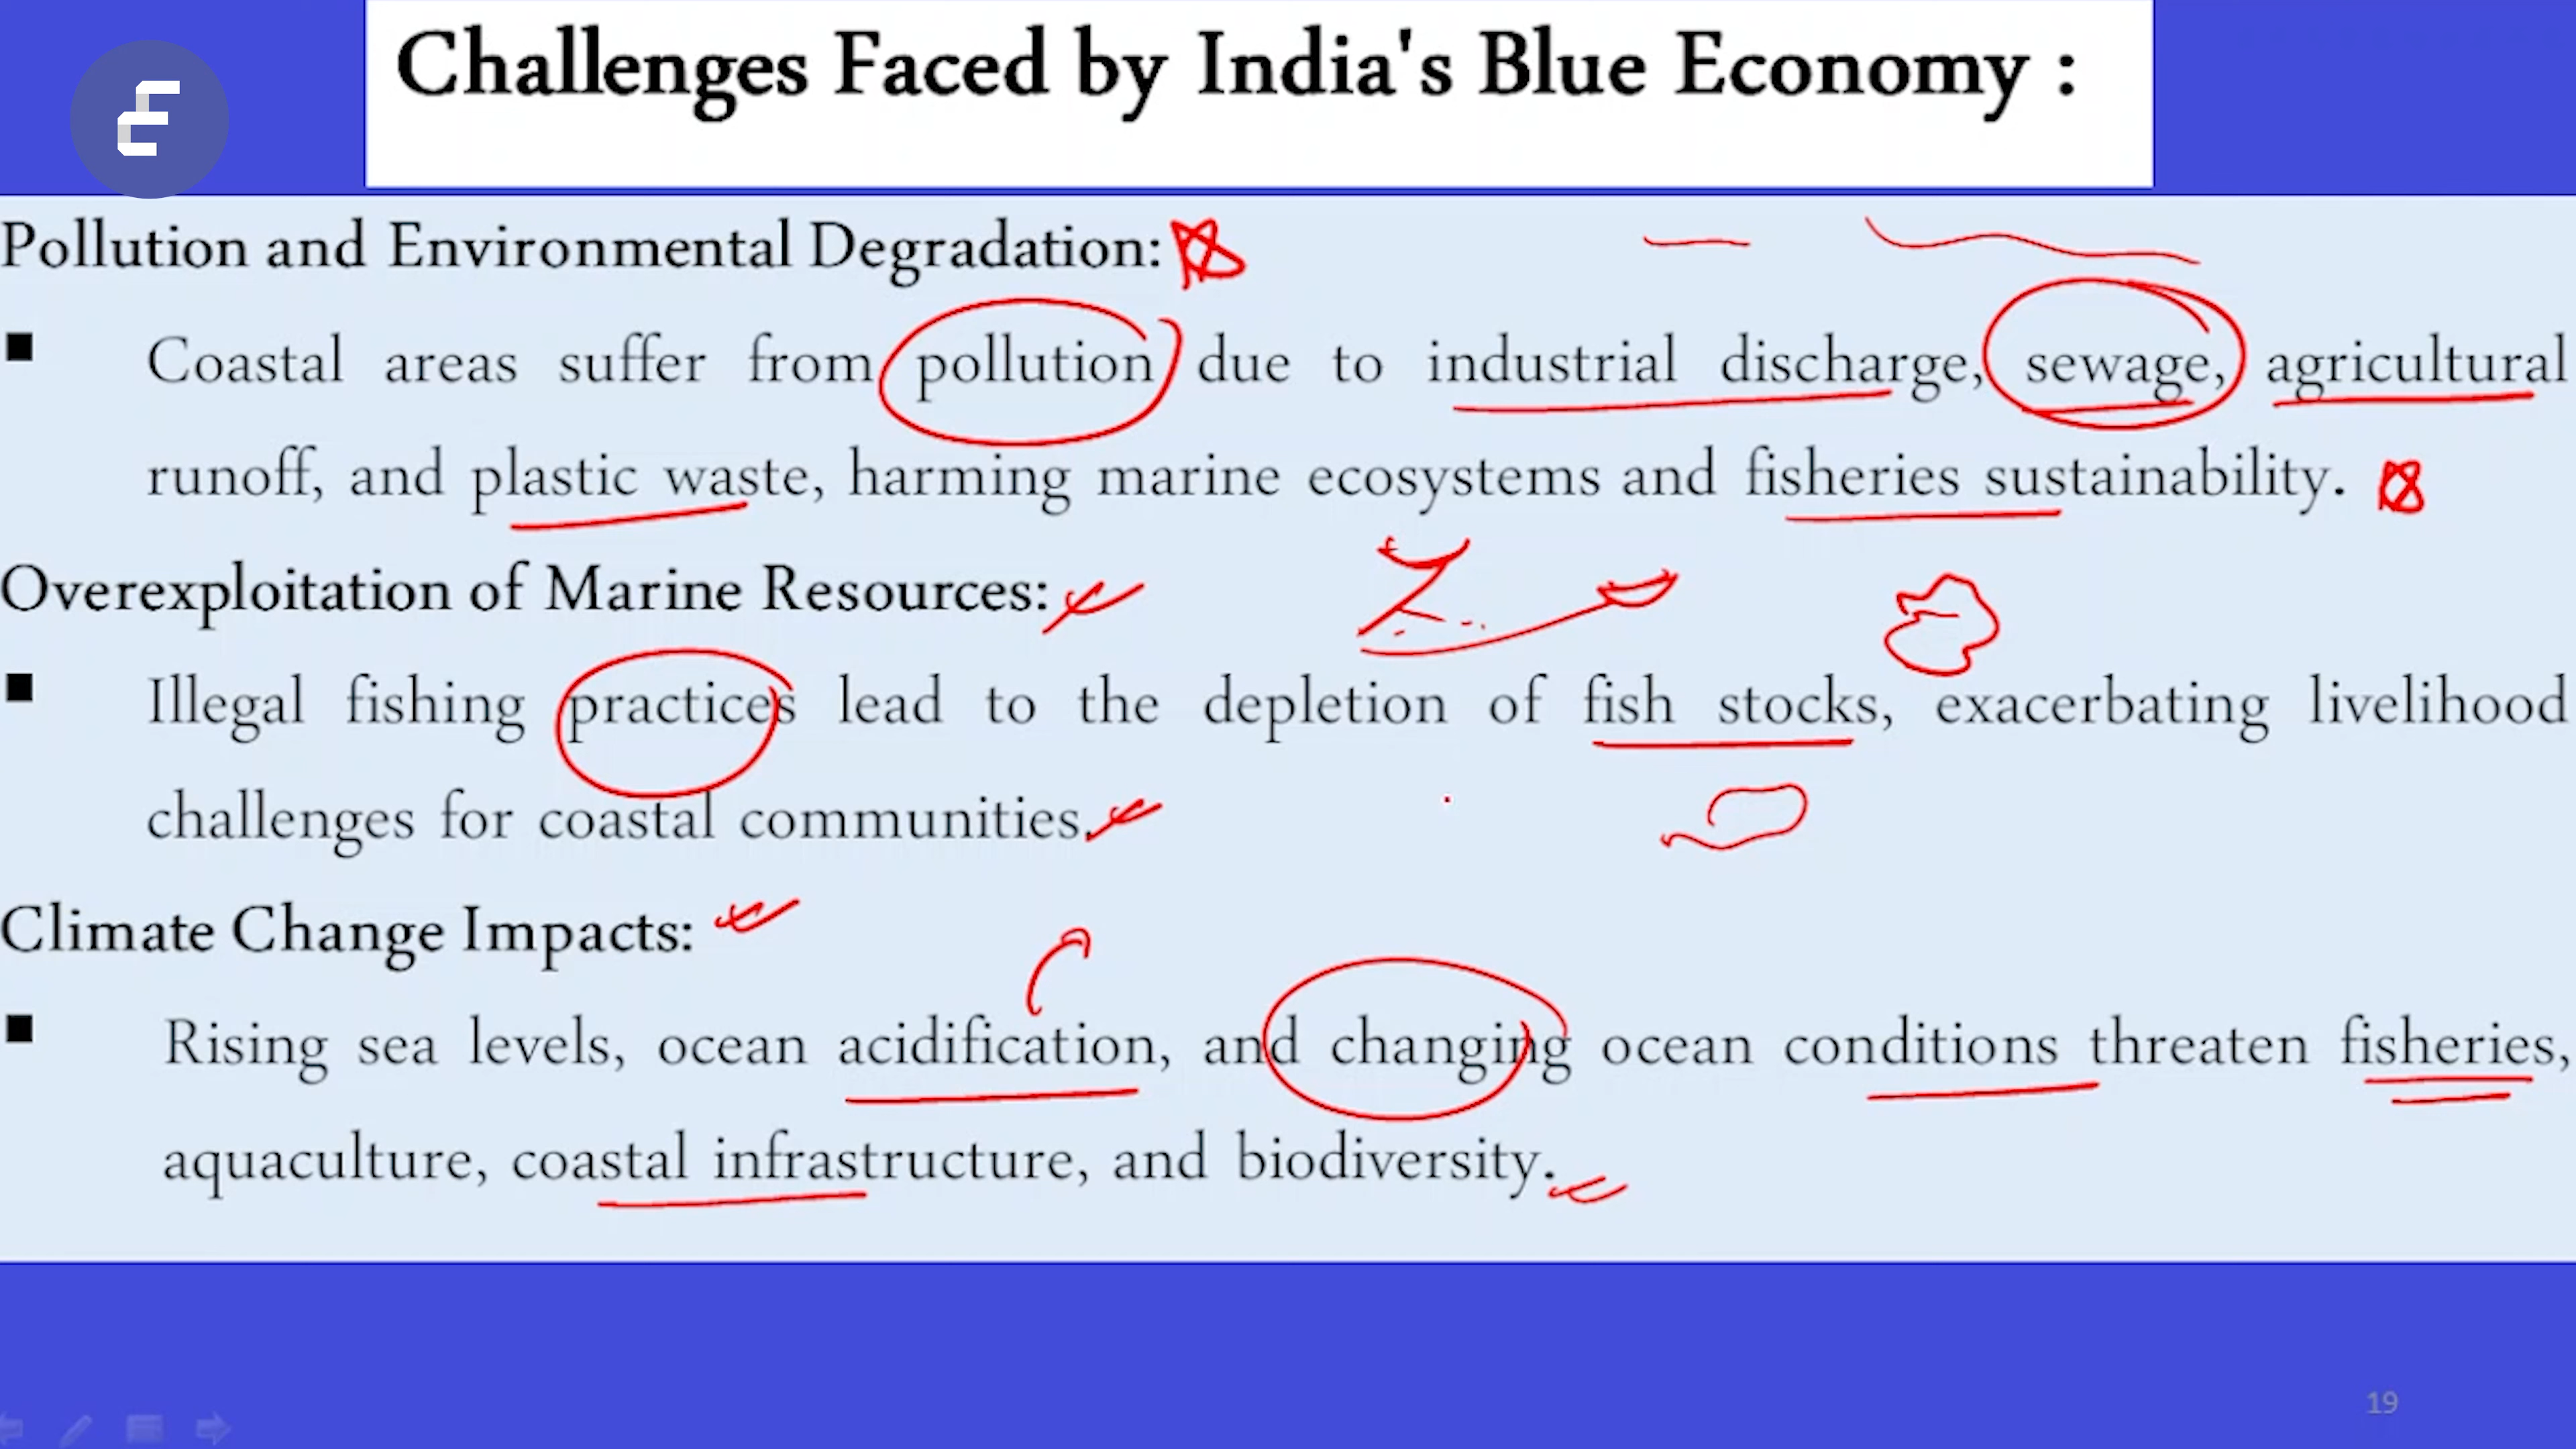 Challenges Faced by India's Blue Economy :
Pollution and Environmental Degradation:
▪ Coastal areas suffer from pollution due to industrial discharge, sewage, agricultural
runoff, and plastic waste, harming marine ecosystems and fisheries sustainability.
Overexploitation of Marine Resources:
▪ Illegal fishing practices lead to the depletion of fish stocks, exacerbating livelihood
challenges for coastal communities.
Climate Change Impacts:
▪ Rising sea levels, ocean acidification, and changing ocean conditions threaten fisheries,
aquaculture, coastal infrastructure, and biodiversity.
19